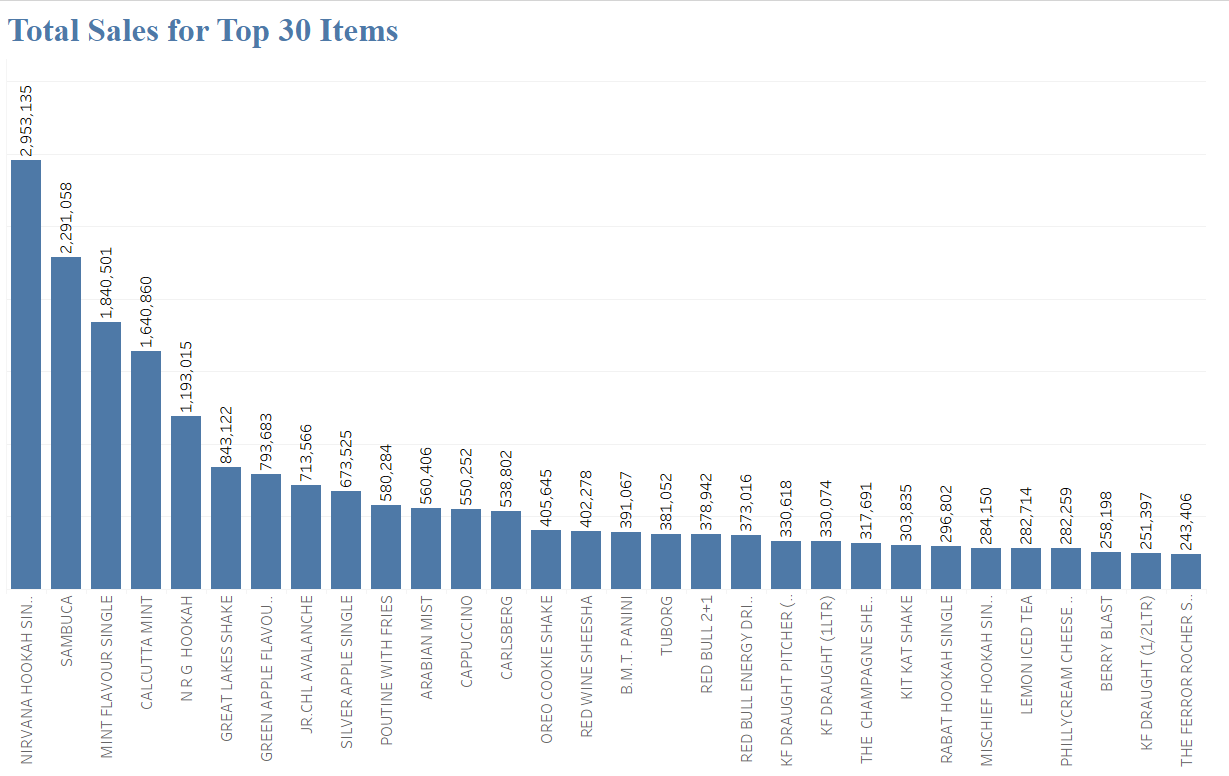 Total Sales for Top 30 Items
2,953,135
2,291,058
1,840,501
1,640,860
1,193,015
843,122
793,683
713,566
673,525
580,284
560,406
550,252
538,802
405,645
402,278
391,067
381,052
378,942
373,016
330,618
330,074
317,691
303,835
296,802
284,150
282,714
282,259
258,198
251,397
243,406
NIRVANA HOOKAH SIN..
SAMBUCA
MINT FLAVOUR SINGLE
CALCUTTA MINT
N R G HOOKAH
GREAT LAKES SHAKE
GREEN APPLE FLAVOU..
JR.CHL AVALANCHE
SILVER APPLE SINGLE
POUTINE WITH FRIES
ARABIAN MIST
CAPPUCCINO
CARLSBERG
OREO COOKIE SHAKE
RED WINE SHEESHA
B.M.T. PANINI
TUBORG
RED BULL 2+1
RED BULL ENERGY DRI..
KF DRAUGHT PITCHER (..
KF DRAUGHT (1LTR)
THE CHAMPAGNE SHE..
KIT KAT SHAKE
RABAT HOOKAH SINGLE
MISCHIEF HOOKAH SIN..
LEMON ICED TEA
PHILLYCREAM CHEESE ..
BERRY BLAST
KF DRAUGHT (1/2LTR)
THE FERROR ROCHER S..